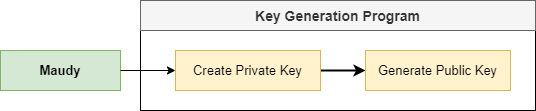 Key Generation Program
Maudy
Create Private Key
Generate Public Key